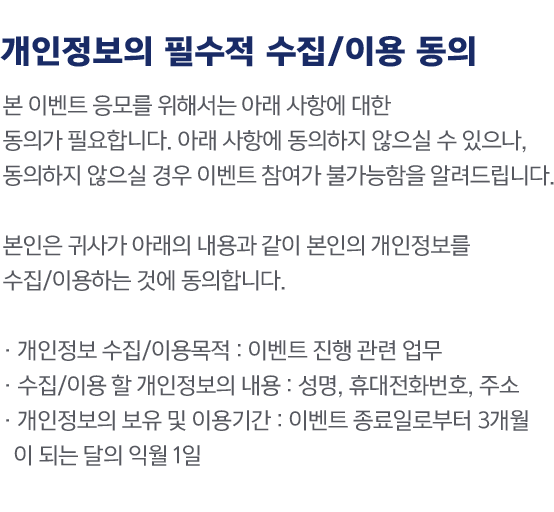 개인정보의 필수적 수집/이용 동의
본 이벤트 응모를 위해서는 아래 사항에 대한
동의가 필요합니다. 아래 사항에 동의하지 않으실 수 있으나,
동의하지 않으실 경우 이벤트 참여가 불가능함을 알려드립니다.
본인은 귀사가 아래의 내용과 같이 본인의 개인정보를
수집/이용하는 것에 동의합니다.
· 개인정보 수집/이용목적 : 이벤트 진행 관련 업무
· 수집/이용 할 개인정보의 내용 : 성명, 휴대전화번호, 주소
· 개인정보의 보유 및 이용기간 : 이벤트 종료일로부터 3개월
이 되는 달의 익월 1일